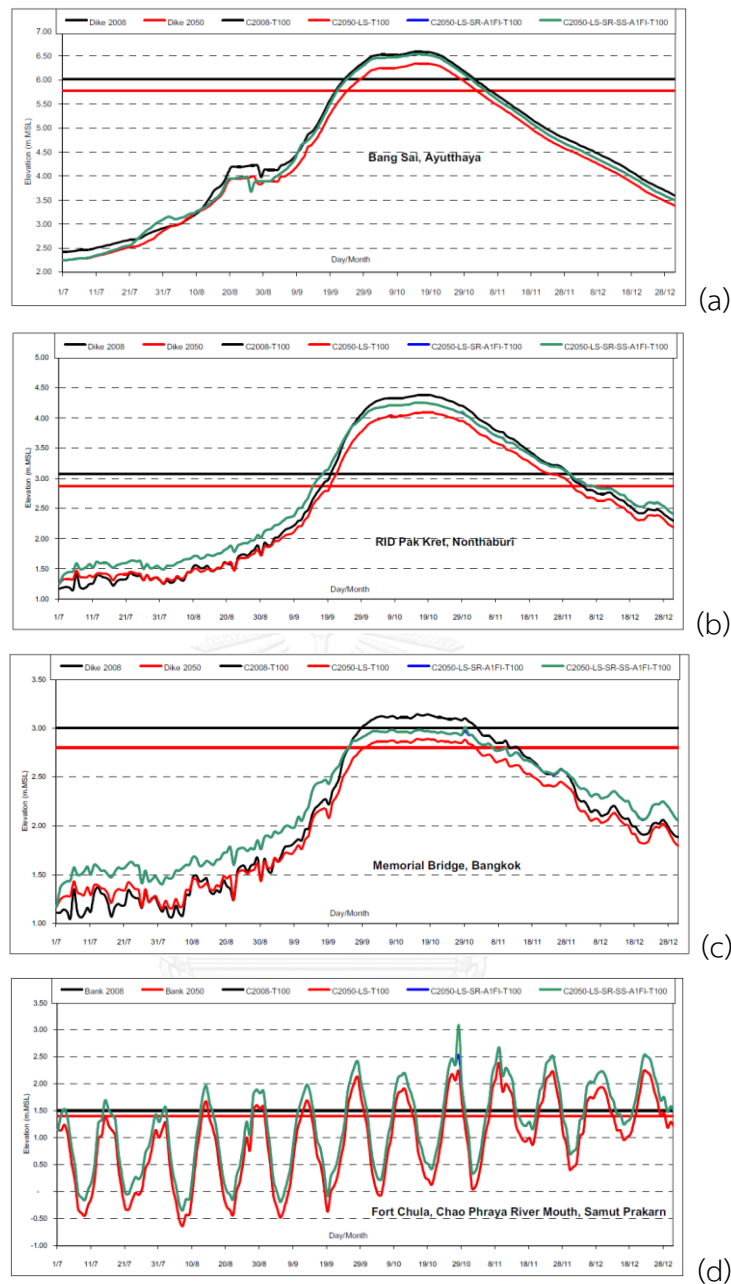 Dike 2008 Dike 2050 C2008-T100 C2050-LS-T100 C2050-LS-SR-A1FI-T100 C2050-LS-SR-SS-A1FI-T100
7.00
6.50
6.00
5.50
5.00
4.50
4.00
3.50
3.00
2.50
2.00
Elevation (m.MSL)
Bang Sai, Ayutthaya
Day/Month
1/7 11/7 21/7 31/7 10/8 20/8 30/8 9/9 19/9 29/9 9/10 19/10 29/10 8/11 18/11 28/11 8/12 18/12 28/12
(a)
Dike 2008 Dike 2050 C2008-T100 C2050-LS-T100 C2050-LS-SR-A1FI-T100 C2050-LS-SR-SS-A1FI-T100
5.00
4.50
4.00
3.50
3.00
2.50
2.00
1.50
1.00
Elevation (m.MSL)
RID Pak Kret, Nonthaburi
Day/Month
1/7 11/7 21/7 31/7 10/8 20/8 30/8 9/9 19/9 29/9 9/10 19/10 29/10 8/11 18/11 28/11 8/12 18/12 28/12
(b)
Dike 2008 Dike 2050 C2008-T100 C2050-LS-T100 C2050-LS-SR-A1FI-T100 C2050-LS-SR-SS-A1FI-T100
3.50
3.00
2.50
2.00
1.50
1.00
Elevation (m.MSL)
Memorial Bridge, Bangkok
Day/Month
1/7 11/7 21/7 31/7 10/8 20/8 30/8 9/9 19/9 29/9 9/10 19/10 29/10 8/11 18/11 28/11 8/12 18/12 28/12
(c)
Bank 2008 Bank 2050 C2008-T100 C2050-LS-T100 C2050-LS-SR-A1FI-T100 C2050-LS-SR-SS-A1FI-T100
3.50
3.00
2.50
2.00
1.50
1.00
0.50
-
-0.50
-1.00
Elevation (m.MSL)
Fort Chula, Chao Phraya River Mouth, Samut Prakarn
Day/Month
1/7 11/7 21/7 31/7 10/8 20/8 30/8 9/9 19/9 29/9 9/10 19/10 29/10 8/11 18/11 28/11 8/12 18/12 28/12
(d)